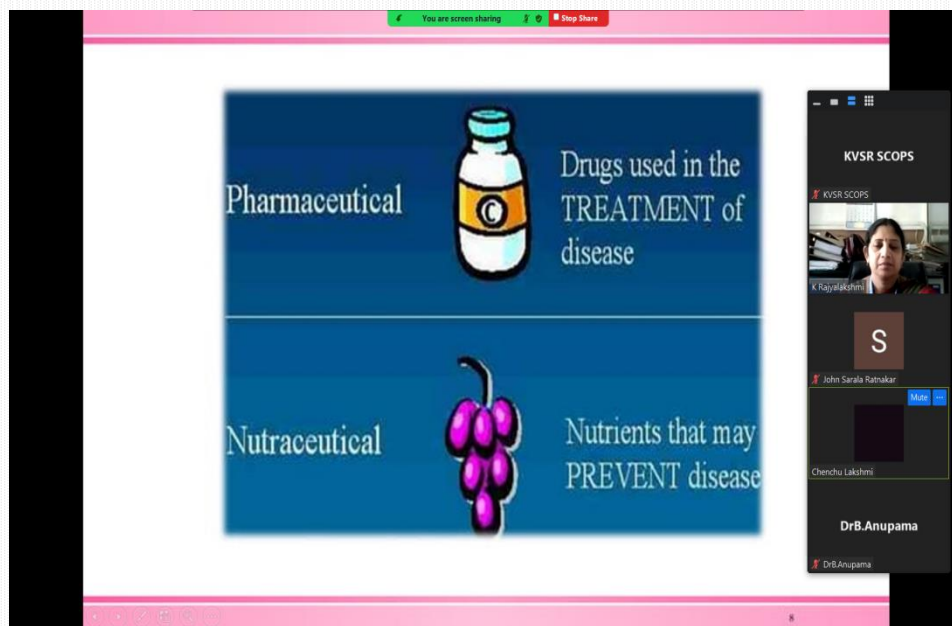 You are screen sharing
Stop Share
Pharmaceutical
C
Drugs used in the
TREATMENT of
disease
Nutraceutical
Nutrients that may
PREVENT disease
8
KVSR SCOPS
KVSR SCOPS
K Rajyalakshmi
S
John Sarala Ratnakar
Mute ...
Chenchu Lakshmi
DrB.Anupama
DrB.Anupama